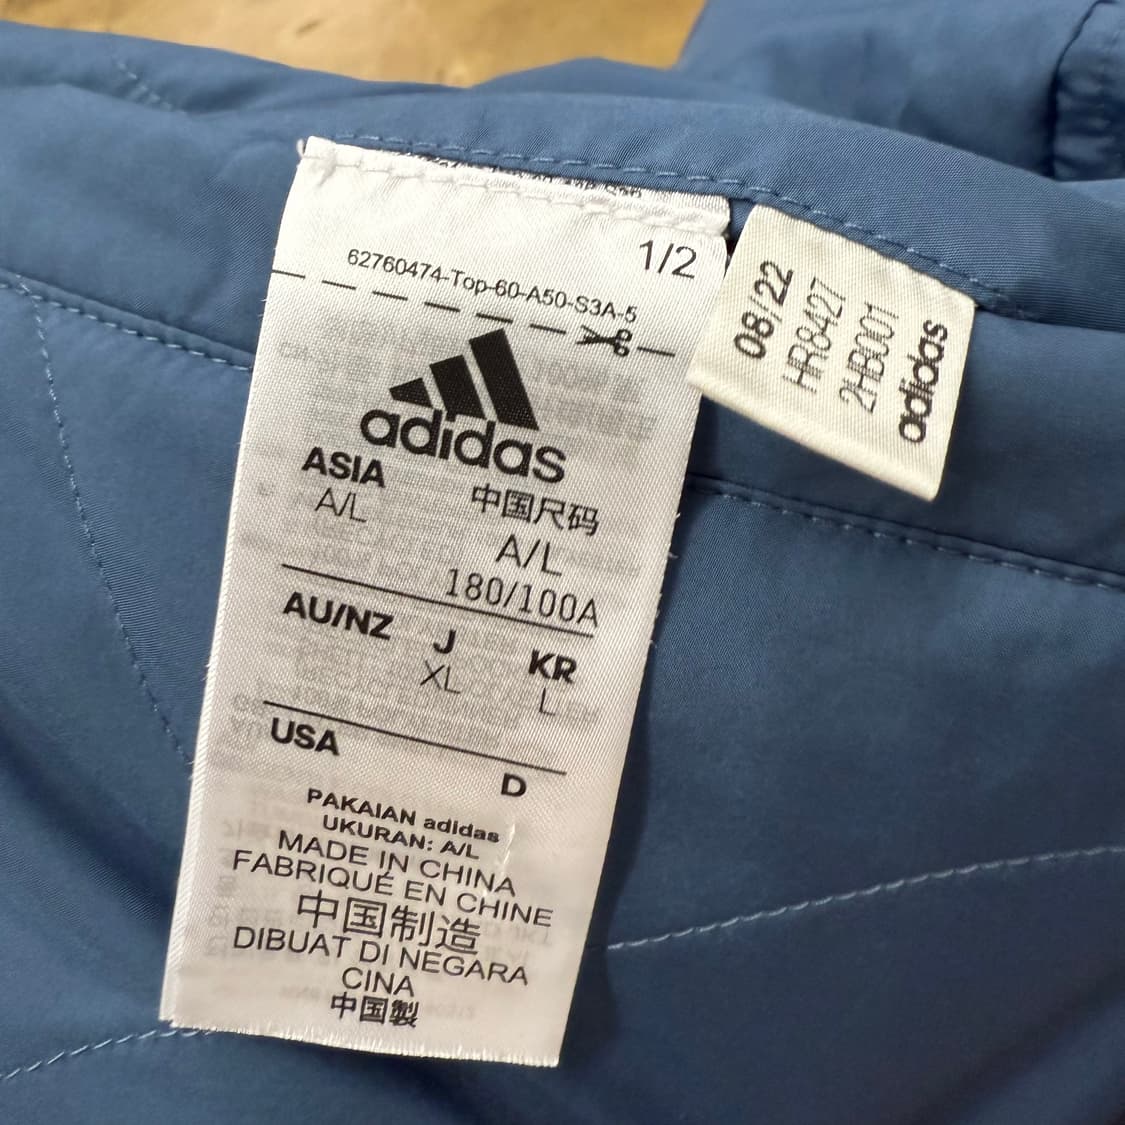 1/2
62760474-Top-60-A50-S3A-5
adidas
ASIA
A/L
中国尺码
A/L
180/100A
AU/NZ
J
XL
KR
L
USA
D
PAKAIAN adidas
UKURAN: A/L
MADE IN CHINA
FABRIQUÉ EN CHINE
中国制造
DIBUAT DI NEGARA
CINA
中国製
08/22
HR8427
2HB001
adidas